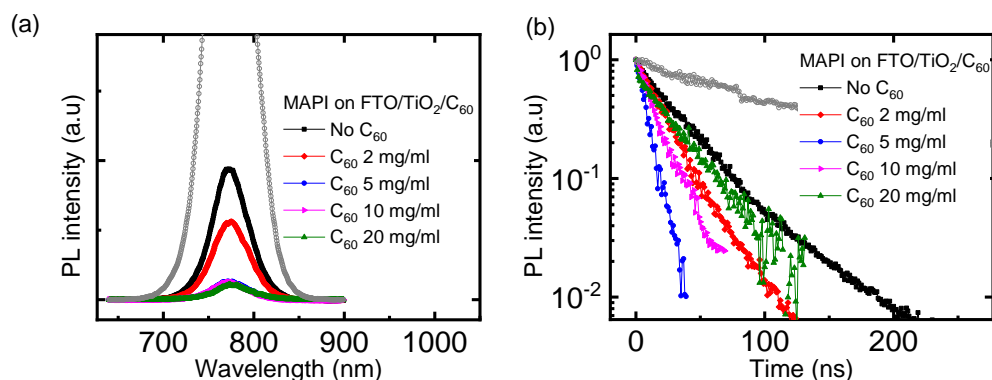 (a)
PL intensity (a.u)
MAPI on FTO/TiO₂/C₆₀
No C₆₀
C₆₀ 2 mg/ml
C₆₀ 5 mg/ml
C₆₀ 10 mg/ml
C₆₀ 20 mg/ml
700 800 900 1000
Wavelength (nm)
(b)
PL intensity (a.u)
10⁰
10⁻¹
10⁻²
MAPI on FTO/TiO₂/C₆₀
No C₆₀
C₆₀ 2 mg/ml
C₆₀ 5 mg/ml
C₆₀ 10 mg/ml
C₆₀ 20 mg/ml
0 100 200
Time (ns)